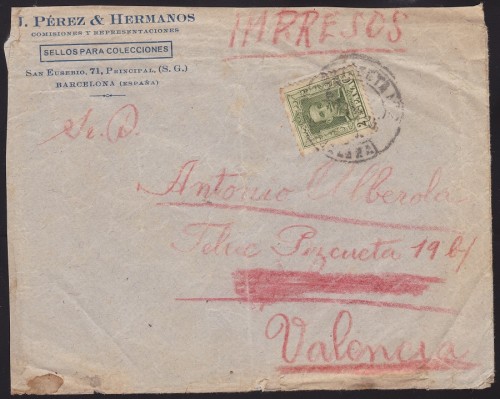 J. PÉREZ & HERMANOS
COMISIONES Y REPRESENTACIONES
SELLOS PARA COLECCIONES
SAN EUSEBIO, 71, PRINCIPAL, (S. G.)
BARCELONA (ESPAÑA)
IMPRESOS
Sr. D.
Antonio Alberola
Felix Pizcueta 19
Valencia